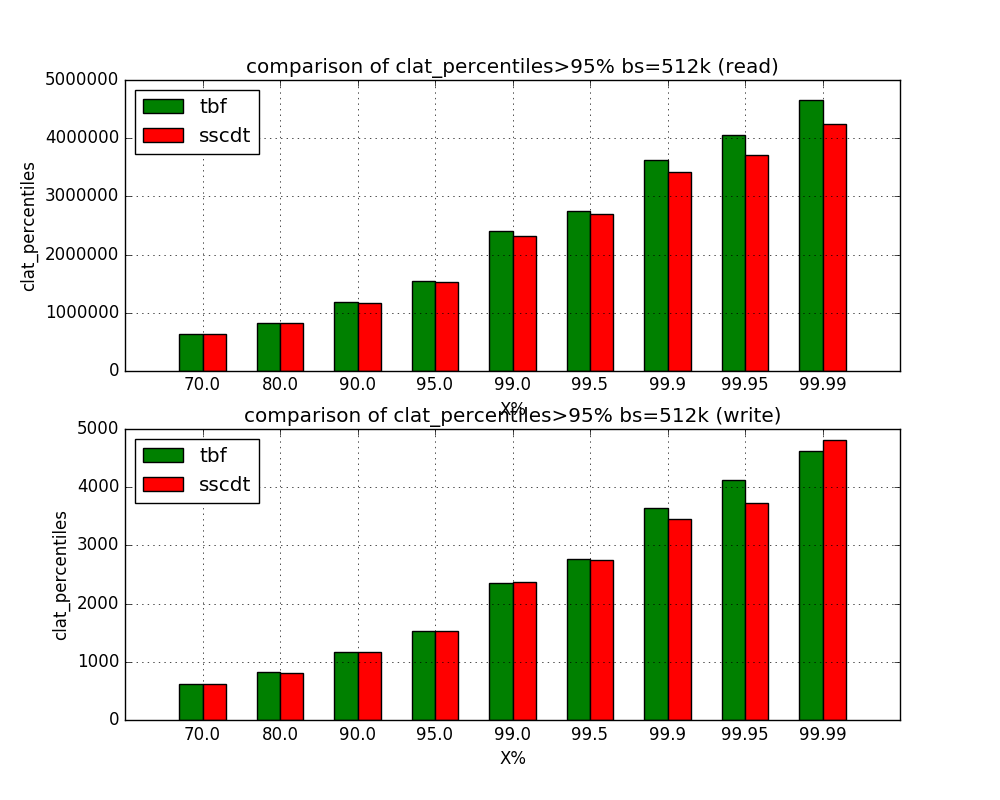 comparison of clat_percentiles>95% bs=512k (read)
clat_percentiles
5000000
4000000
3000000
2000000
1000000
0
tbf
sscdt
70.0 80.0 90.0 95.0 99.0 99.5 99.9 99.95 99.99
X%
comparison of clat_percentiles>95% bs=512k (write)
clat_percentiles
5000
4000
3000
2000
1000
0
tbf
sscdt
70.0 80.0 90.0 95.0 99.0 99.5 99.9 99.95 99.99
X%